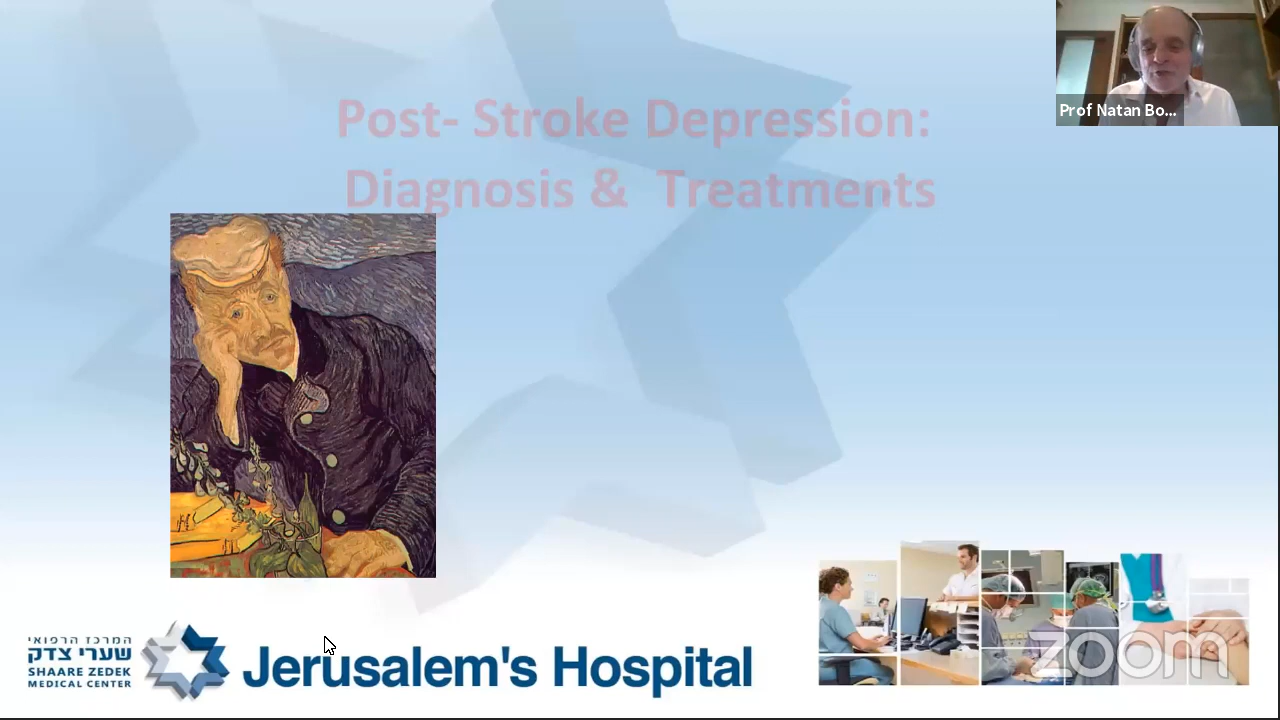 Post- Stroke Depression:
Diagnosis &  Treatments
Prof Natan Bo...
המרכז הרפואי
שערי צדק
SHAARE ZEDEK
MEDICAL CENTER
Jerusalem's Hospital
zoom